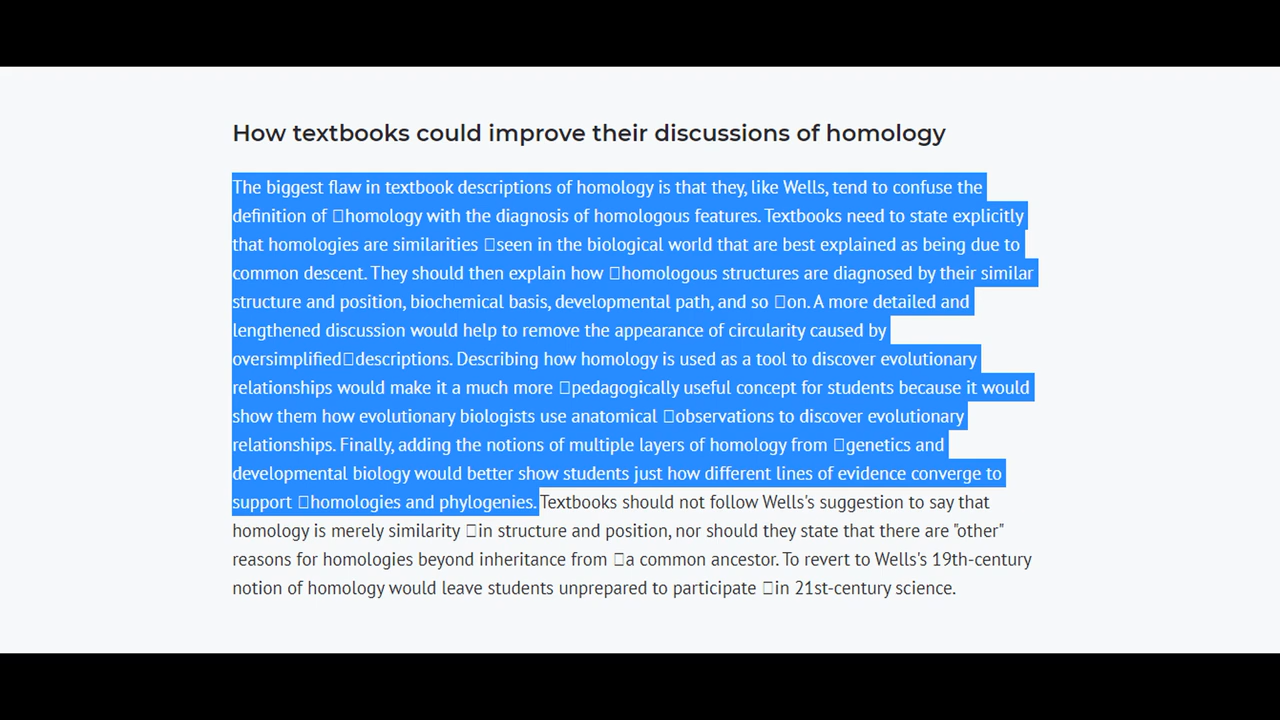 How textbooks could improve their discussions of homology
The biggest flaw in textbook descriptions of homology is that they, like Wells, tend to confuse the
definition of □homology with the diagnosis of homologous features. Textbooks need to state explicitly
that homologies are similarities □seen in the biological world that are best explained as being due to
common descent. They should then explain how □homologous structures are diagnosed by their similar
structure and position, biochemical basis, developmental path, and so □on. A more detailed and
lengthened discussion would help to remove the appearance of circularity caused by
oversimplified□descriptions. Describing how homology is used as a tool to discover evolutionary
relationships would make it a much more □pedagogically useful concept for students because it would
show them how evolutionary biologists use anatomical □observations to discover evolutionary
relationships. Finally, adding the notions of multiple layers of homology from □genetics and
developmental biology would better show students just how different lines of evidence converge to
support □homologies and phylogenies. Textbooks should not follow Wells's suggestion to say that
homology is merely similarity □in structure and position, nor should they state that there are "other"
reasons for homologies beyond inheritance from □a common ancestor. To revert to Wells's 19th-century
notion of homology would leave students unprepared to participate □in 21st-century science.